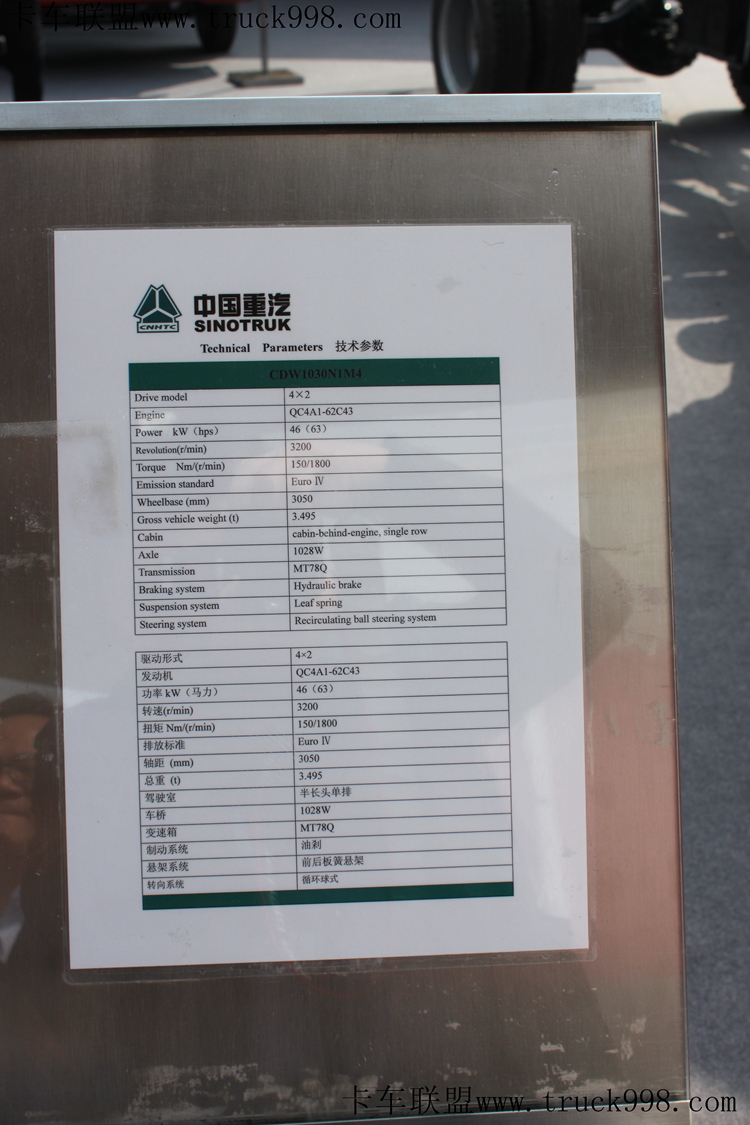 卡车联盟www.truck998.com
中国重汽
CNHTC
SINOTRUK
Technical Parameters 技术参数
CDW1030N1M4
Drive model 4×2
Engine QC4A1-62C43
Power kW（hps） 46（63）
Revolution(r/min) 3200
Torque Nm/(r/min) 150/1800
Emission standard Euro Ⅳ
Wheelbase (mm) 3050
Gross vehicle weight (t) 3.495
Cabin cabin-behind-engine, single row
Axle 1028W
Transmission MT78Q
Braking system Hydraulic brake
Suspension system Leaf spring
Steering system Recirculating ball steering system
驱动形式 4×2
发动机 QC4A1-62C43
功率 kW（马力） 46（63）
转速(r/min) 3200
扭矩 Nm/(r/min) 150/1800
排放标准 Euro Ⅳ
轴距 (mm) 3050
总重 (t) 3.495
驾驶室 半长头单排
车桥 1028W
变速箱 MT78Q
制动系统 油刹
悬架系统 前后板簧悬架
转向系统 循环球式
卡车联盟www.truck998.com